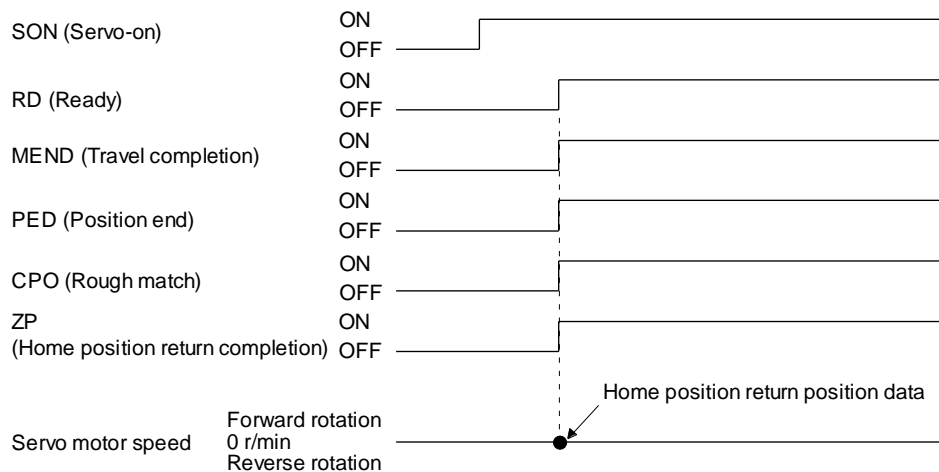 SON (Servo-on) ON
OFF
RD (Ready) ON
OFF
MEND (Travel completion) ON
OFF
PED (Position end) ON
OFF
CPO (Rough match) ON
OFF
ZP ON
(Home position return completion) OFF
Home position return position data
Forward rotation
Servo motor speed 0 r/min
Reverse rotation